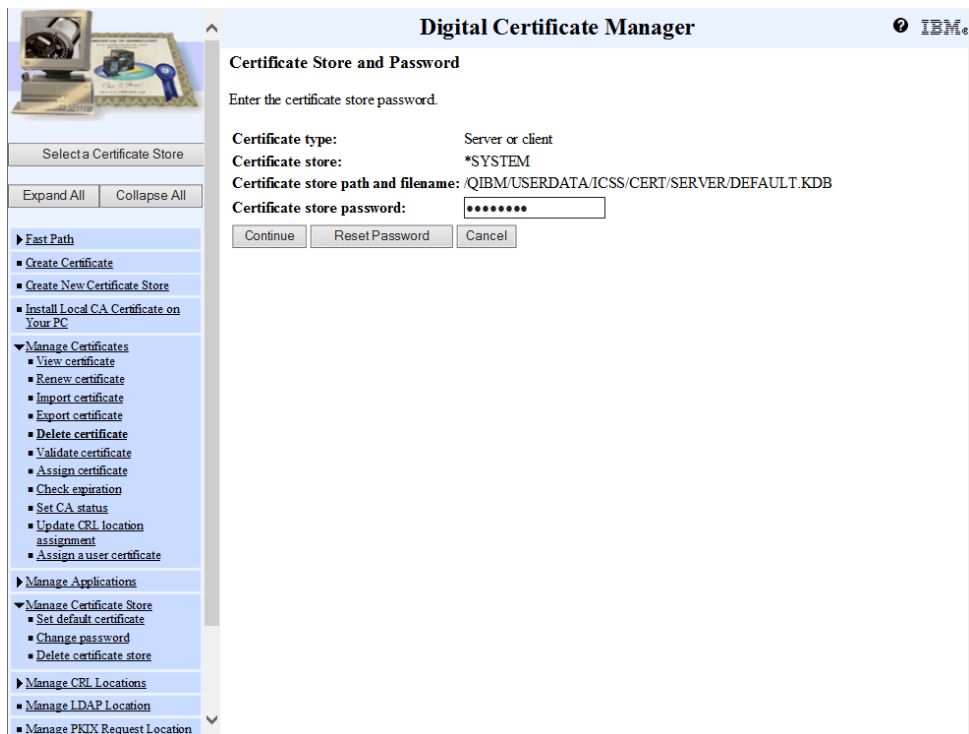 Digital Certificate Manager
IBM
Select a Certificate Store
Expand All
Collapse All
Fast Path
Create Certificate
Create New Certificate Store
Install Local CA Certificate on
Your PC
Manage Certificates
View certificate
Renew certificate
Import certificate
Export certificate
Delete certificate
Validate certificate
Assign certificate
Check expiration
Set CA status
Update CRL location
assignment
Assign a user certificate
Manage Applications
Manage Certificate Store
Set default certificate
Change password
Delete certificate store
Manage CRL Locations
Manage LDAP Location
Manage PKIX Request Location
Certificate Store and Password
Enter the certificate store password.
Certificate type: Server or client
Certificate store: *SYSTEM
Certificate store path and filename: /QIBM/USERDATA/ICSS/CERT/SERVER/DEFAULT.KDB
Certificate store password: ••••••••
Continue
Reset Password
Cancel